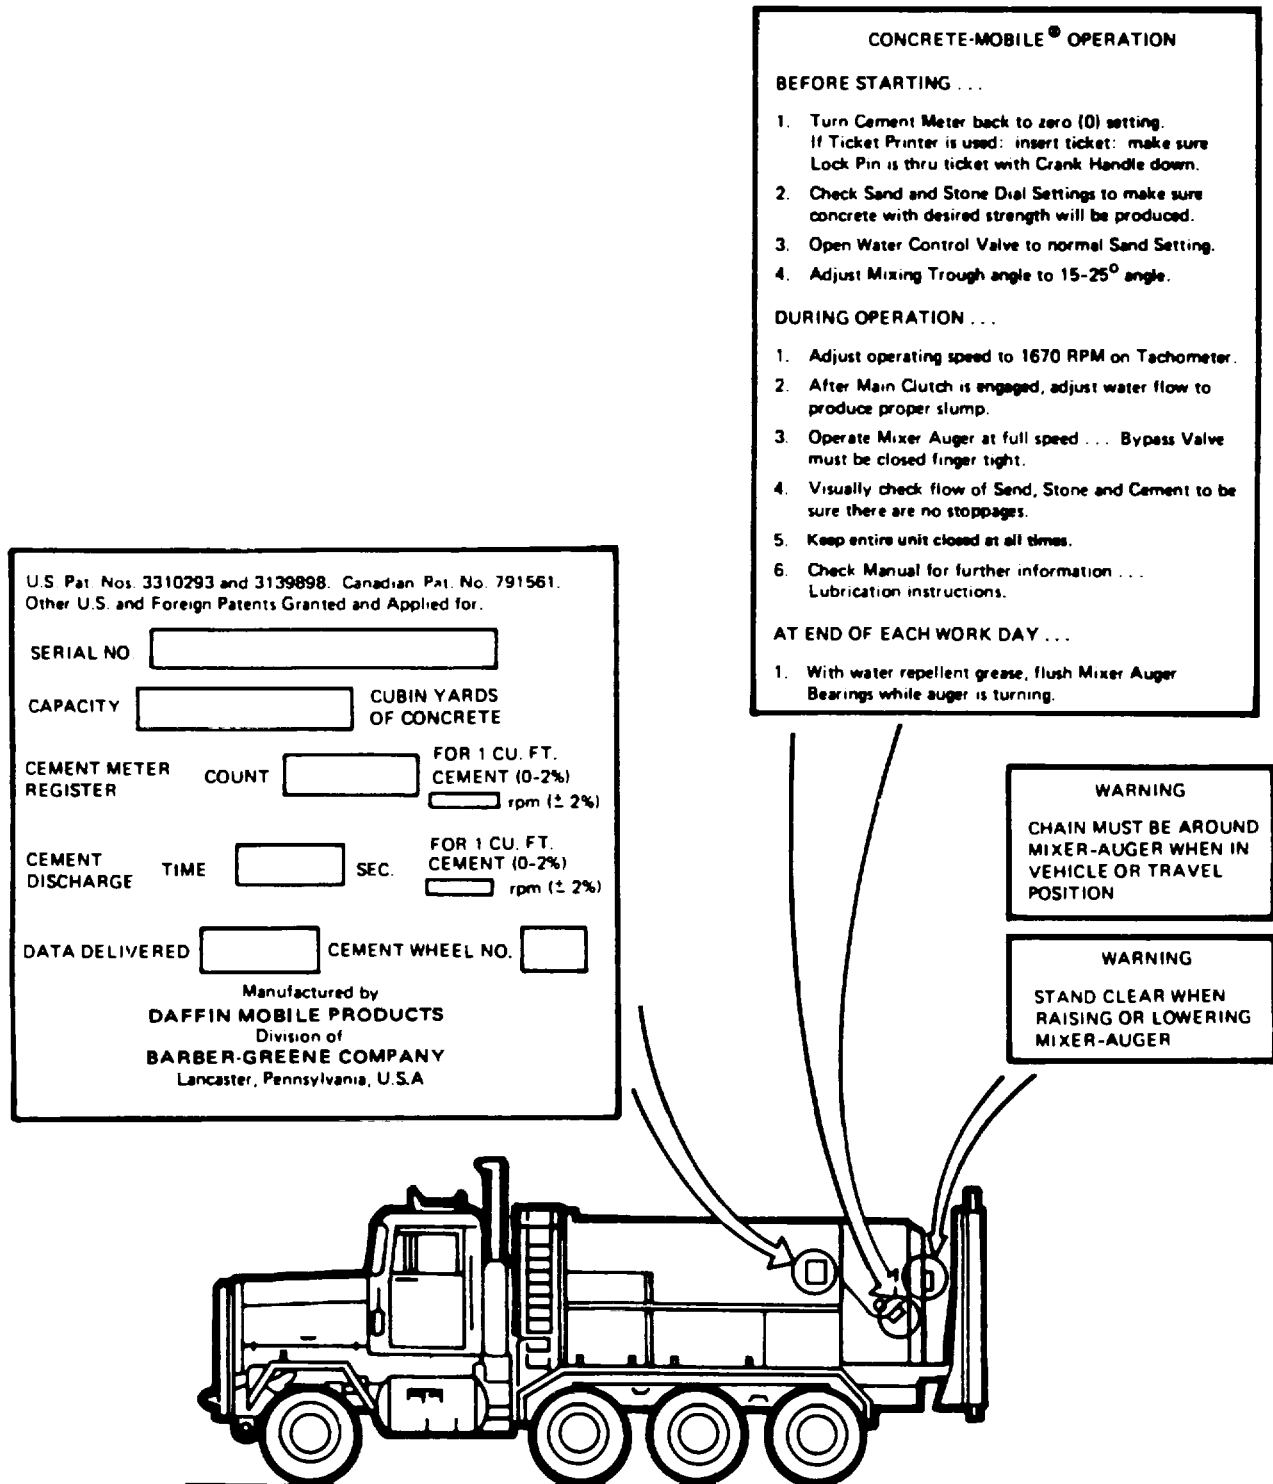 CONCRETE-MOBILE® OPERATION
BEFORE STARTING ...
1. Turn Cement Meter back to zero (0) setting.
If Ticket Printer is used: insert ticket: make sure
Lock Pin is thru ticket with Crank Handle down.
2. Check Sand and Stone Dial Settings to make sure
concrete with desired strength will be produced.
3. Open Water Control Valve to normal Sand Setting.
4. Adjust Mixing Trough angle to 15-25° angle.
DURING OPERATION ...
1. Adjust operating speed to 1670 RPM on Tachometer.
2. After Main Clutch is engaged, adjust water flow to
produce proper slump.
3. Operate Mixer Auger at full speed ... Bypass Valve
must be closed finger tight.
4. Visually check flow of Send, Stone and Cement to be
sure there are no stoppages.
5. Keep entire unit closed at all times.
6. Check Manual for further information ...
Lubrication instructions.
AT END OF EACH WORK DAY ...
1. With water repellent grease, flush Mixer Auger
Bearings while auger is turning.
U.S. Pat. Nos. 3310293 and 3139898. Canadian Pat. No. 791561.
Other U.S. and Foreign Patents Granted and Applied for.
SERIAL NO
CAPACITY CUBIN YARDS
OF CONCRETE
CEMENT METER
REGISTER
COUNT
FOR 1 CU. FT.
CEMENT (0-2%)
rpm (± 2%)
CEMENT
DISCHARGE
TIME SEC.
FOR 1 CU. FT.
CEMENT (0-2%)
rpm (± 2%)
DATA DELIVERED CEMENT WHEEL NO.
Manufactured by
DAFFIN MOBILE PRODUCTS
Division of
BARBER-GREENE COMPANY
Lancaster, Pennsylvania, U.S.A
WARNING
CHAIN MUST BE AROUND
MIXER-AUGER WHEN IN
VEHICLE OR TRAVEL
POSITION
WARNING
STAND CLEAR WHEN
RAISING OR LOWERING
MIXER-AUGER